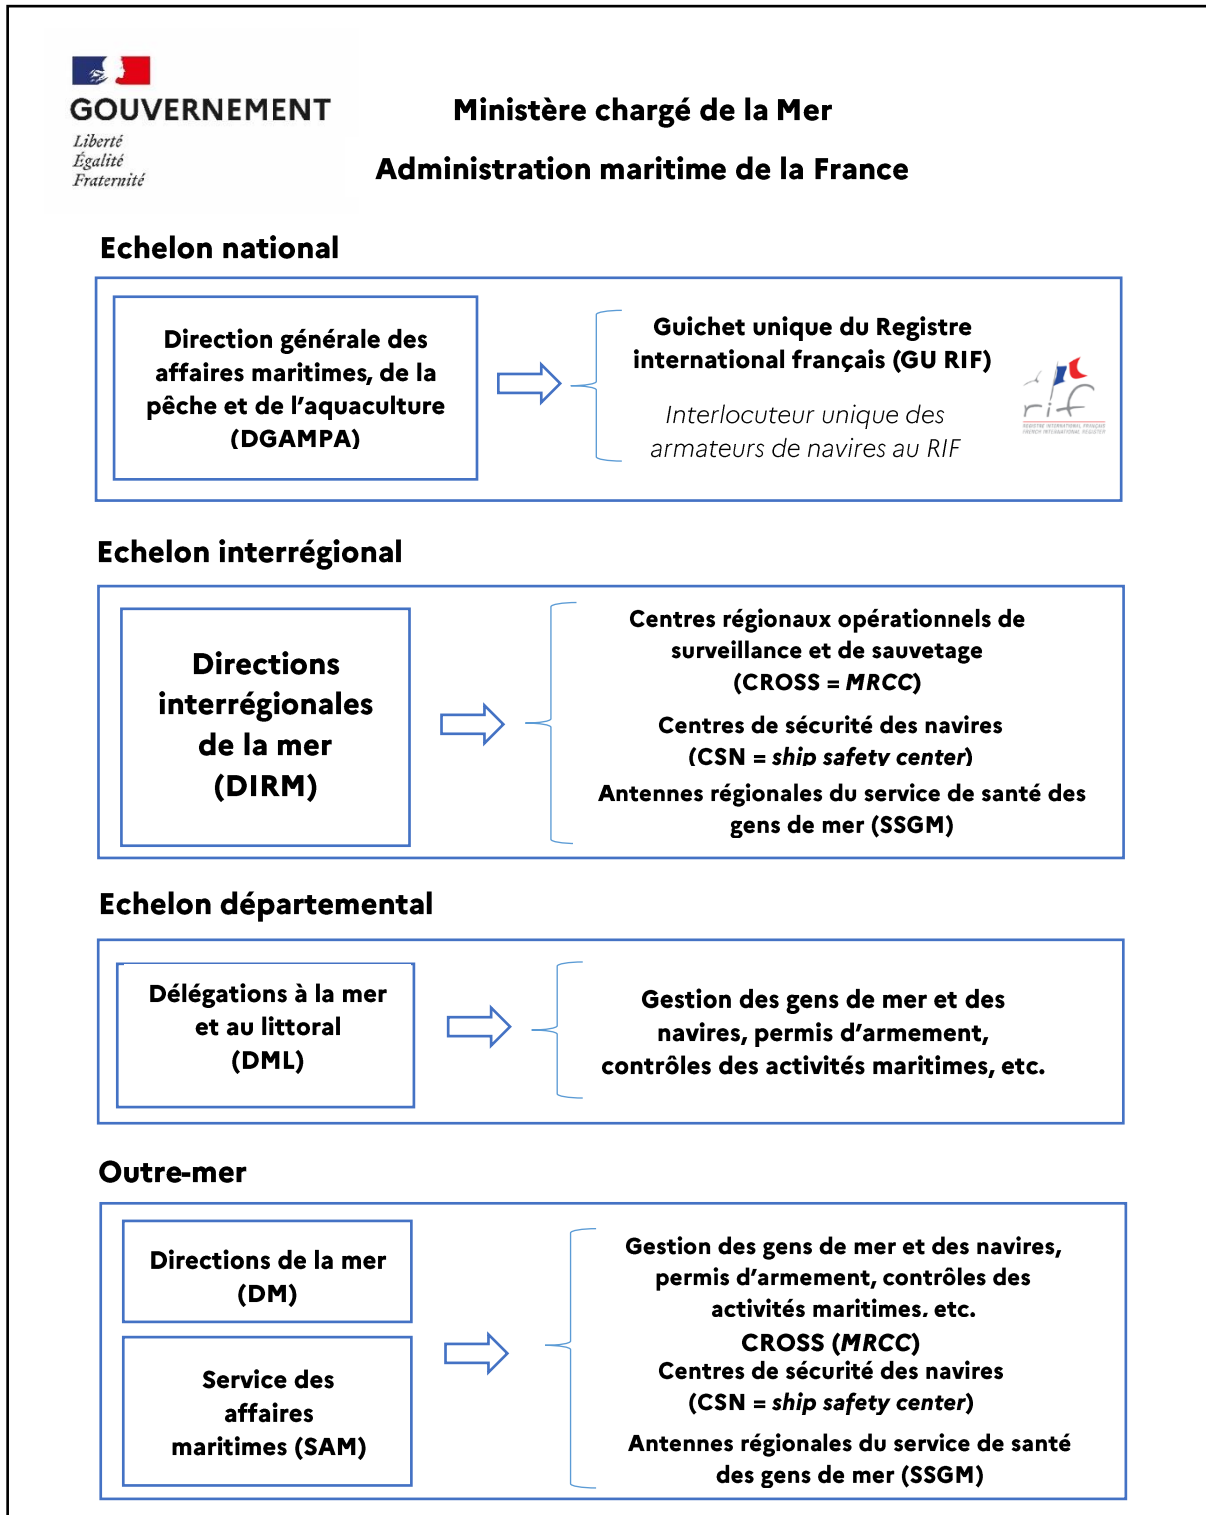 GOUVERNEMENT
Liberté
Égalité
Fraternité
Ministère chargé de la Mer
Administration maritime de la France
Echelon national
Direction générale des
affaires maritimes, de la
pêche et de l'aquaculture
(DGAMPA)
Guichet unique du Registre
international français (GU RIF)
Interlocuteur unique des
armateurs de navires au RIF
rif
REGISTRE INTERNATIONAL FRANÇAIS
FRENCH INTERNATIONAL REGISTER
Echelon interrégional
Directions
interrégionales
de la mer
(DIRM)
Centres régionaux opérationnels de
surveillance et de sauvetage
(CROSS = MRCC)
Centres de sécurité des navires
(CSN = ship safety center)
Antennes régionales du service de santé des
gens de mer (SSGM)
Echelon départemental
Délégations à la mer
et au littoral
(DML)
Gestion des gens de mer et des
navires, permis d'armement,
contrôles des activités maritimes, etc.
Outre-mer
Directions de la mer
(DM)
Service des
affaires
maritimes (SAM)
Gestion des gens de mer et des navires,
permis d'armement, contrôles des
activités maritimes, etc.
CROSS (MRCC)
Centres de sécurité des navires
(CSN = ship safety center)
Antennes régionales du service de santé
des gens de mer (SSGM)